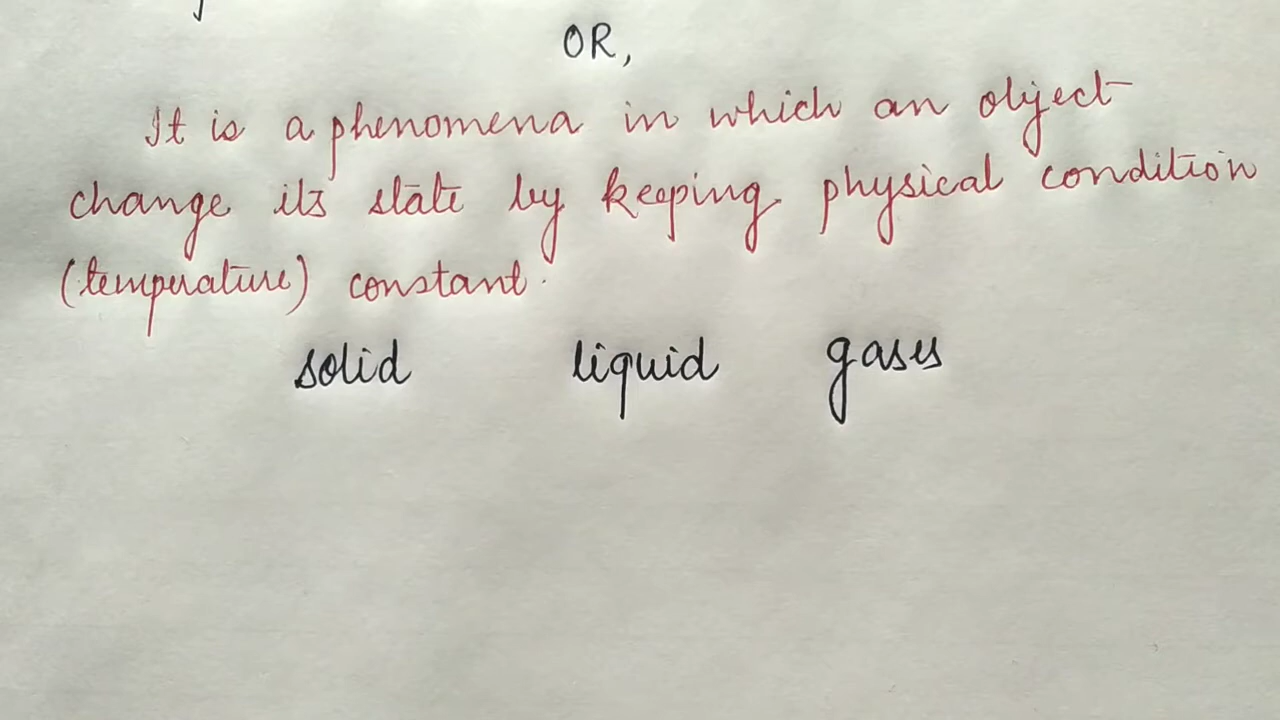 OR,
It is a phenomena in which an object
change its state by keeping physical condition
(temperature) constant.
solid liquid gases